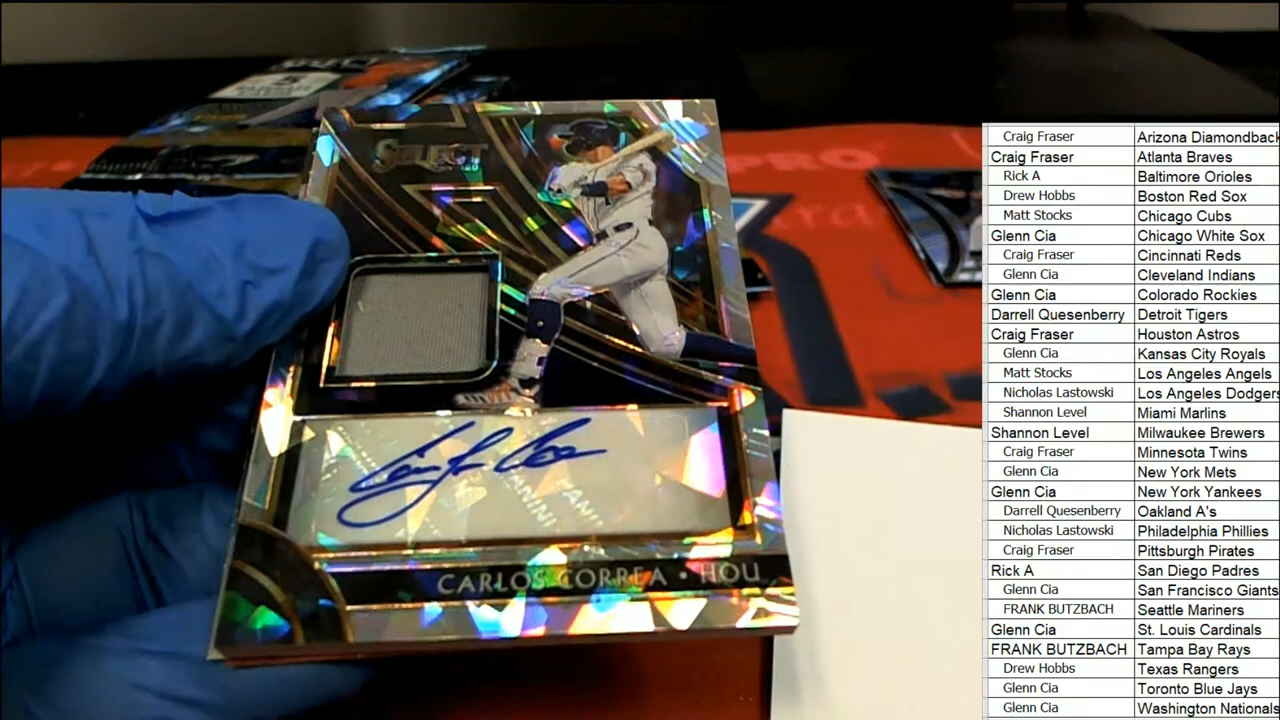 SELECT
CARLOS CORREA • HOU
PANINI
Craig Fraser Arizona Diamondback
Craig Fraser Atlanta Braves
Rick A Baltimore Orioles
Drew Hobbs Boston Red Sox
Matt Stocks Chicago Cubs
Glenn Cia Chicago White Sox
Craig Fraser Cincinnati Reds
Glenn Cia Cleveland Indians
Glenn Cia Colorado Rockies
Darrell Quesenberry Detroit Tigers
Craig Fraser Houston Astros
Glenn Cia Kansas City Royals
Matt Stocks Los Angeles Angels
Nicholas Lastowski Los Angeles Dodgers
Shannon Level Miami Marlins
Shannon Level Milwaukee Brewers
Craig Fraser Minnesota Twins
Glenn Cia New York Mets
Glenn Cia New York Yankees
Darrell Quesenberry Oakland A's
Nicholas Lastowski Philadelphia Phillies
Craig Fraser Pittsburgh Pirates
Rick A San Diego Padres
Glenn Cia San Francisco Giants
FRANK BUTZBACH Seattle Mariners
Glenn Cia St. Louis Cardinals
FRANK BUTZBACH Tampa Bay Rays
Drew Hobbs Texas Rangers
Glenn Cia Toronto Blue Jays
Glenn Cia Washington Nationals